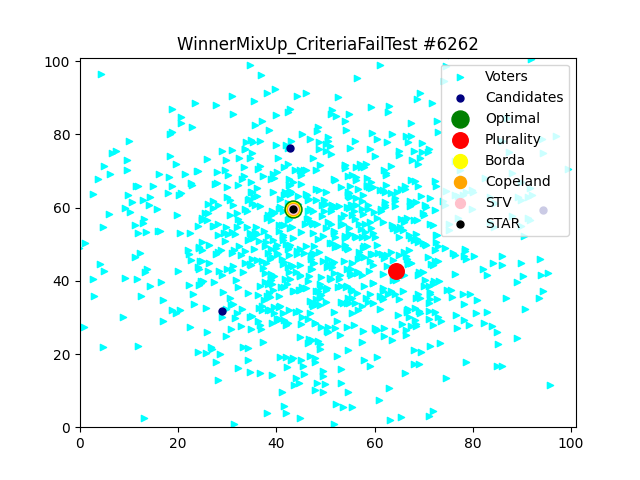 WinnerMixUp_CriteriaFailTest #6262
100
80
60
40
20
0
0 20 40 60 80 100
Voters
Candidates
Optimal
Plurality
Borda
Copeland
STV
STAR